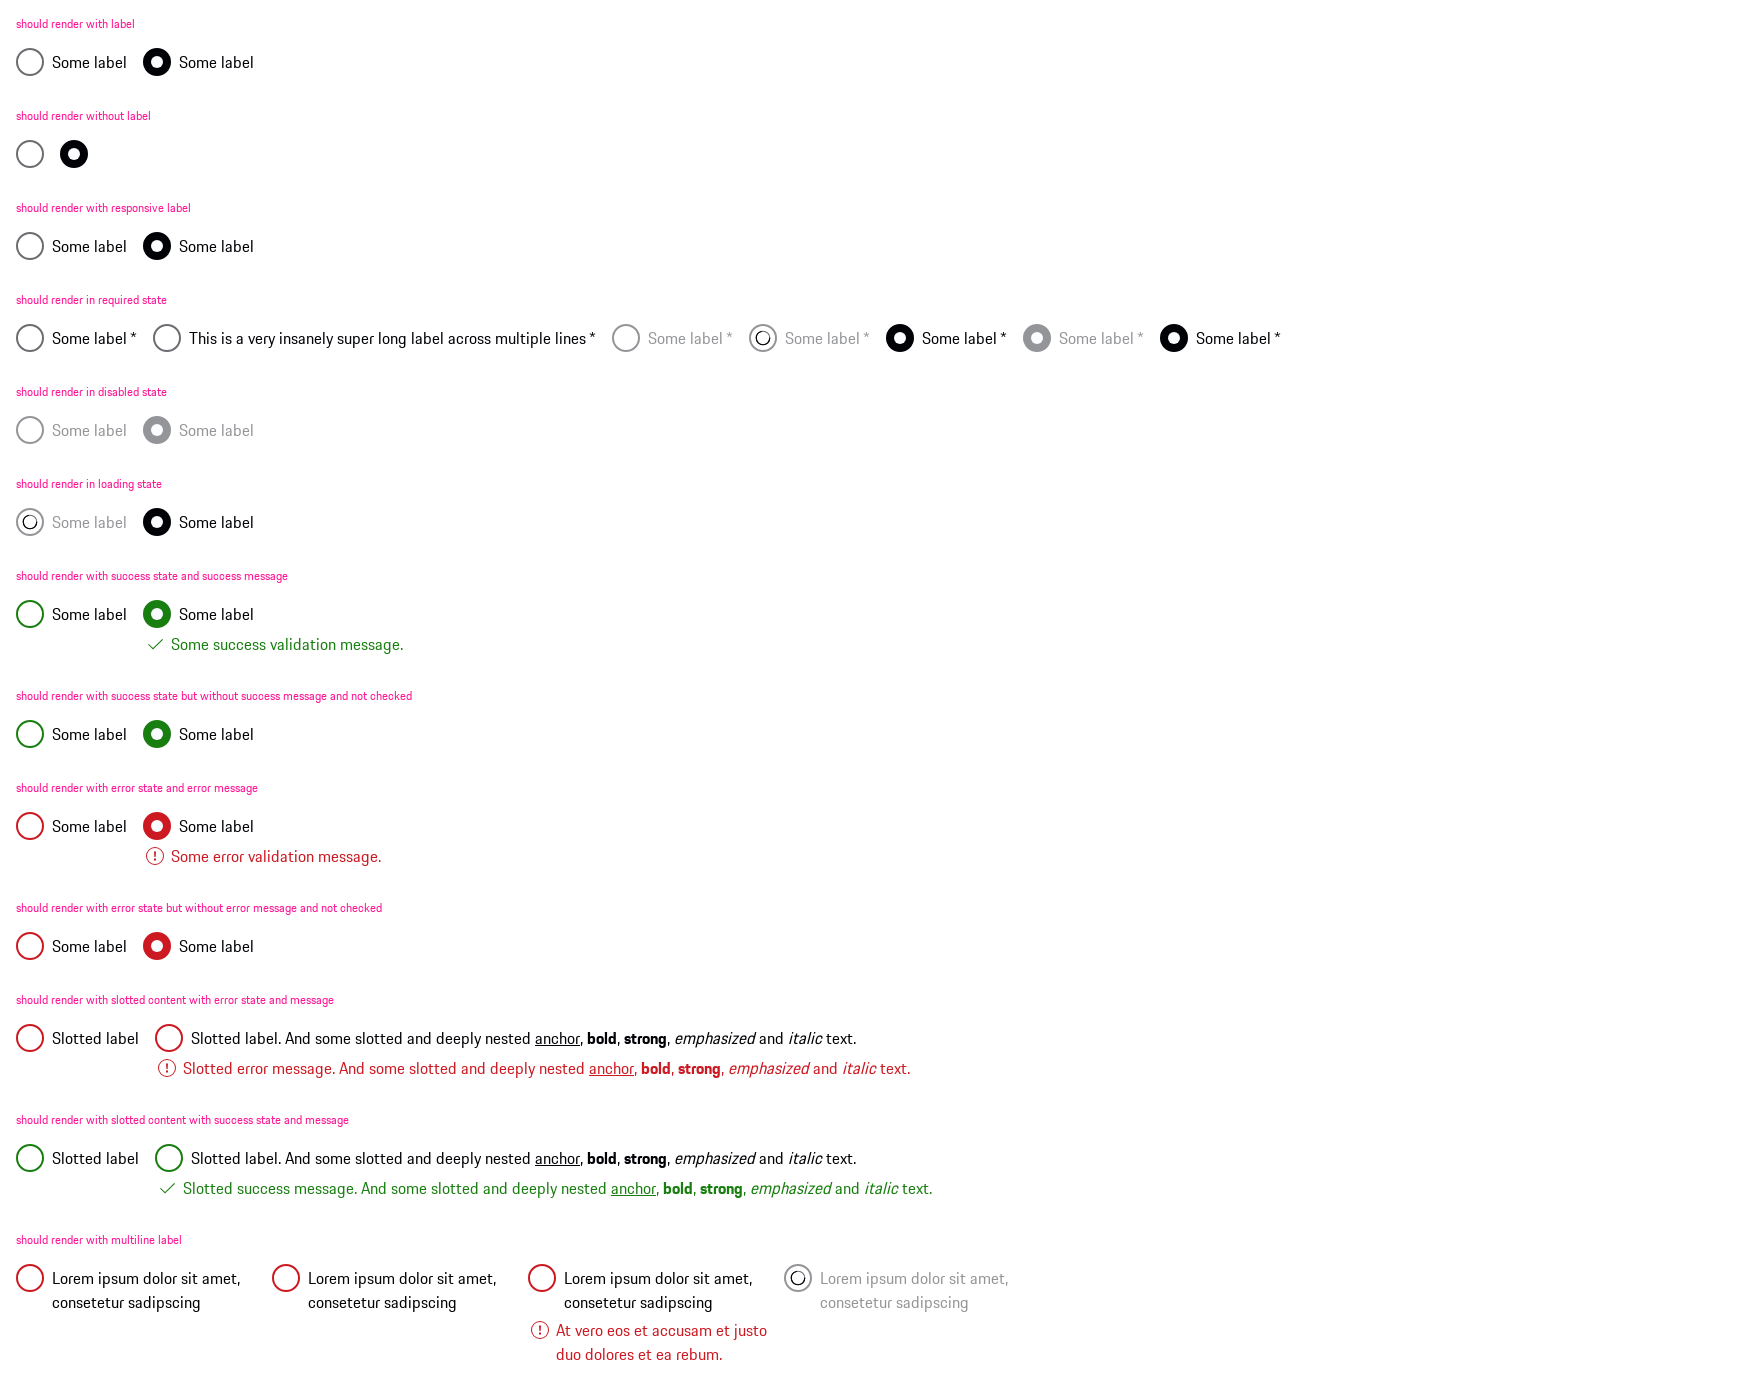 should render with label
Some label Some label
should render without label
should render with responsive label
Some label Some label
should render in required state
Some label * This is a very insanely super long label across multiple lines * Some label * Some label * Some label * Some label * Some label *
should render in disabled state
Some label Some label
should render in loading state
Some label Some label
should render with success state and success message
Some label Some label
Some success validation message.
should render with success state but without success message and not checked
Some label Some label
should render with error state and error message
Some label Some label
Some error validation message.
should render with error state but without error message and not checked
Some label Some label
should render with slotted content with error state and message
Slotted label Slotted label. And some slotted and deeply nested anchor, bold, strong, emphasized and italic text.
Slotted error message. And some slotted and deeply nested anchor, bold, strong, emphasized and italic text.
should render with slotted content with success state and message
Slotted label Slotted label. And some slotted and deeply nested anchor, bold, strong, emphasized and italic text.
Slotted success message. And some slotted and deeply nested anchor, bold, strong, emphasized and italic text.
should render with multiline label
Lorem ipsum dolor sit amet,
consetetur sadipscing
Lorem ipsum dolor sit amet,
consetetur sadipscing
Lorem ipsum dolor sit amet,
consetetur sadipscing
At vero eos et accusam et justo
duo dolores et ea rebum.
Lorem ipsum dolor sit amet,
consetetur sadipscing